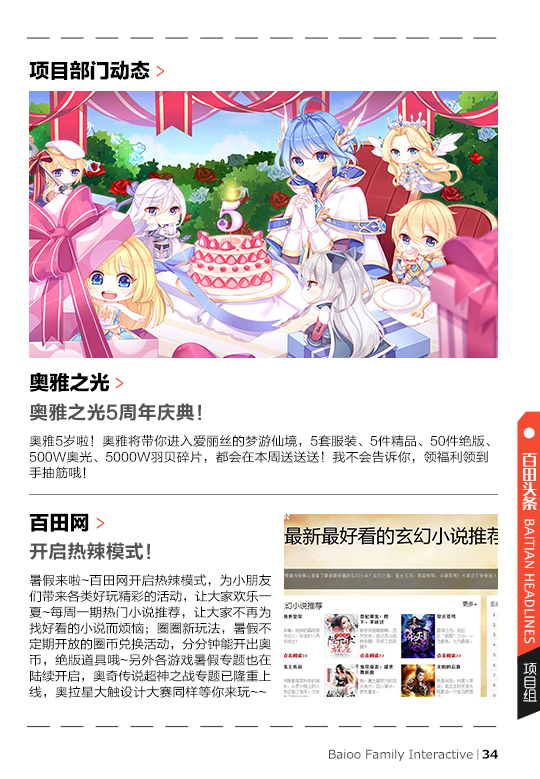 项目部门动态 >
5
奥雅之光 >
奥雅之光5周年庆典！
奥雅5岁啦！奥雅将带你进入爱丽丝的梦游仙境，5套服装、5件精品、50件绝版、
500W奥光、5000W羽贝碎片，都会在本周送送送！我不会告诉你，领福利领到
手抽筋哦！
百田网 >
开启热辣模式！
暑假来啦~百田网开启热辣模式，为小朋友
们带来各类好玩精彩的活动，让大家欢乐一
夏~每周一期热门小说推荐，让大家不再为
找好看的小说而烦恼；圈圈新玩法，暑假不
定期开放的圈币兑换活动，分分钟能开出奥
币，绝版道具哦~另外各游戏暑假专题也在
陆续开启，奥奇传说超神之战专题已隆重上
线，奥拉星大触设计大赛同样等你来玩~~
最新最好看的玄幻小说推荐
幻小说推荐
更多
点击阅读>>
点击阅读>>
百田头条 BAITIAN HEADLINES
项目组
Baioo Family Interactive | 34